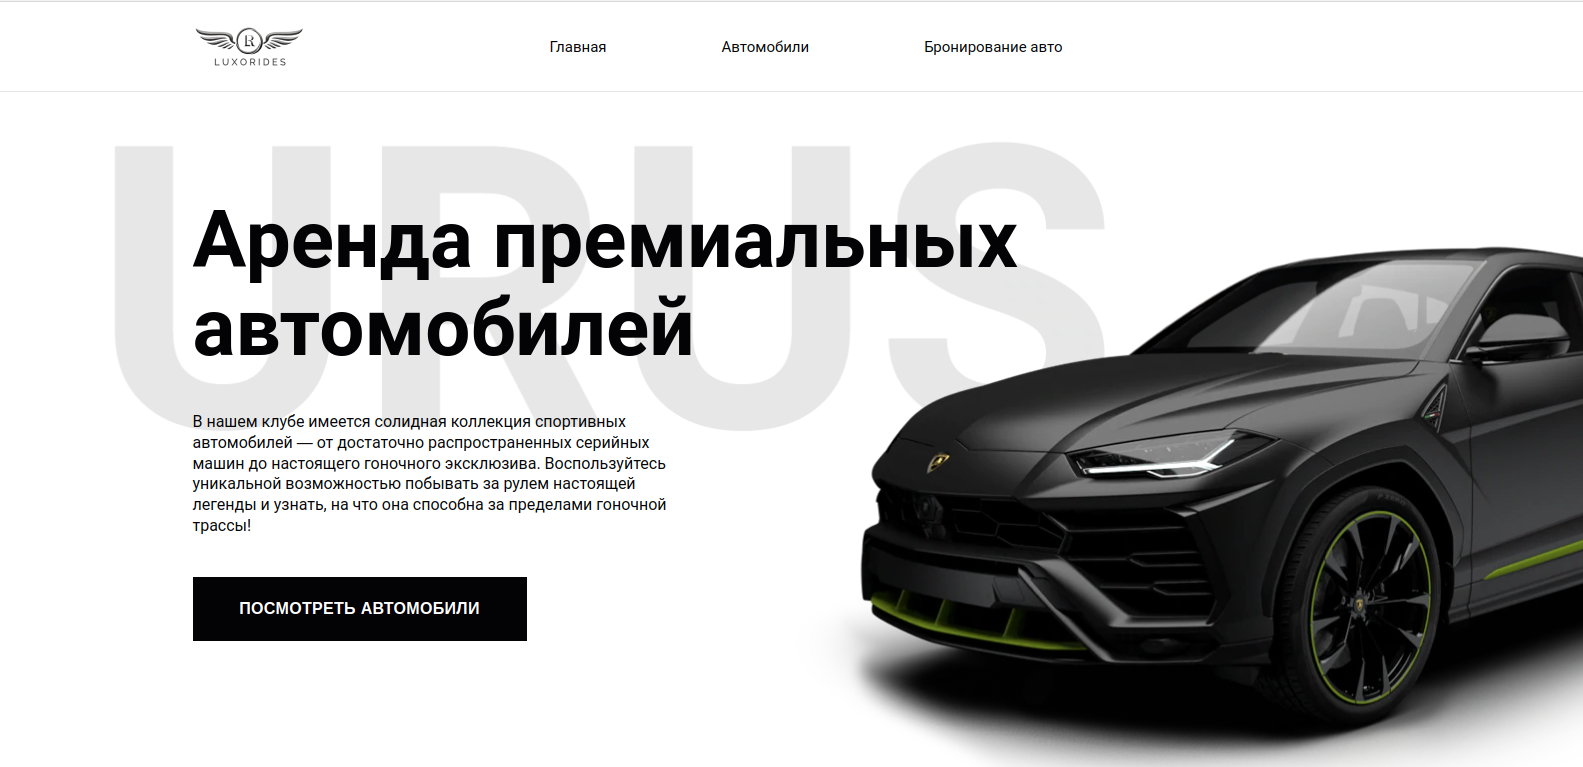 LR
LUXORIDES
Главная
Автомобили
Бронирование авто
URUS
Аренда премиальных
автомобилей
В нашем клубе имеется солидная коллекция спортивных
автомобилей — от достаточно распространенных серийных
машин до настоящего гоночного эксклюзива. Воспользуйтесь
уникальной возможностью побывать за рулем настоящей
легенды и узнать, на что она способна за пределами гоночной
трассы!
ПОСМОТРЕТЬ АВТОМОБИЛИ